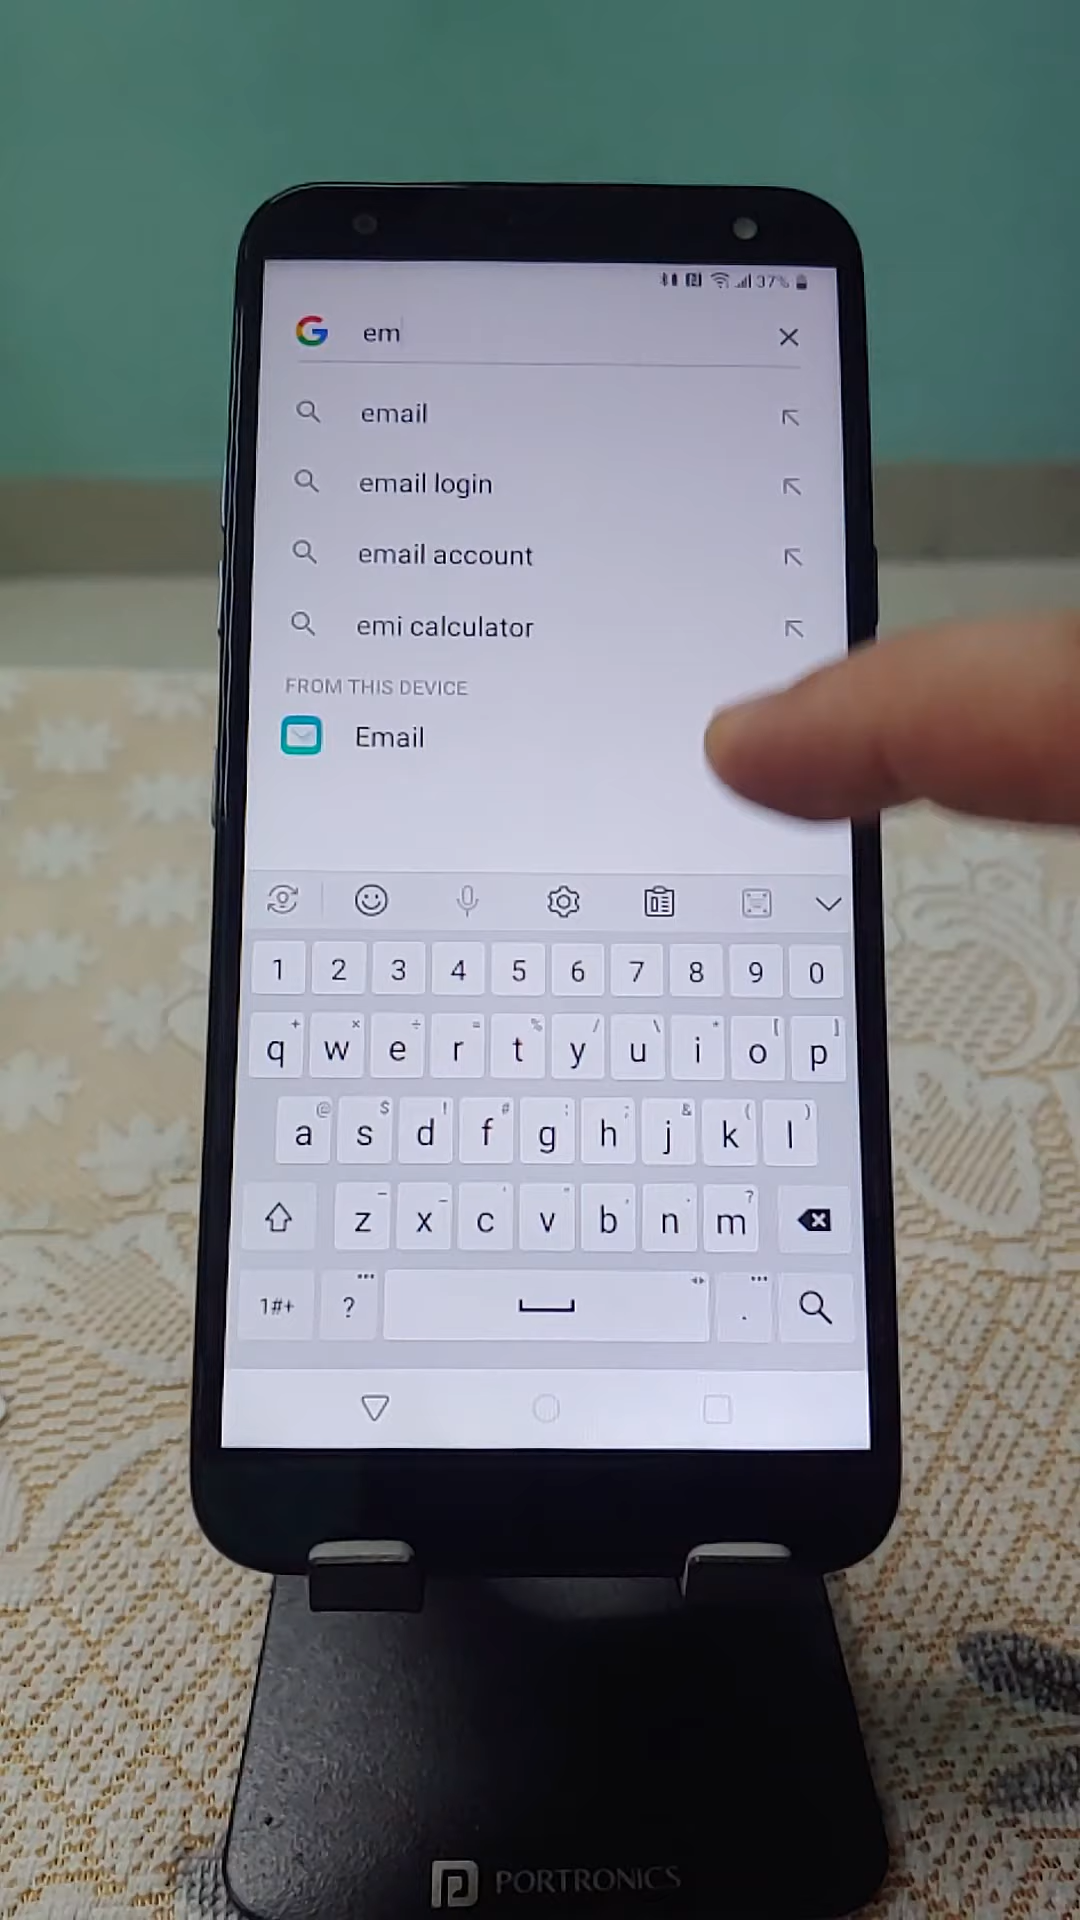 37%
em
email
email login
email account
emi calculator
FROM THIS DEVICE
Email
1 2 3 4 5 6 7 8 9 0
q w e r t y u i o p
a s d f g h j k l
z x c v b n m
1#+ ? .
PORTRONICS